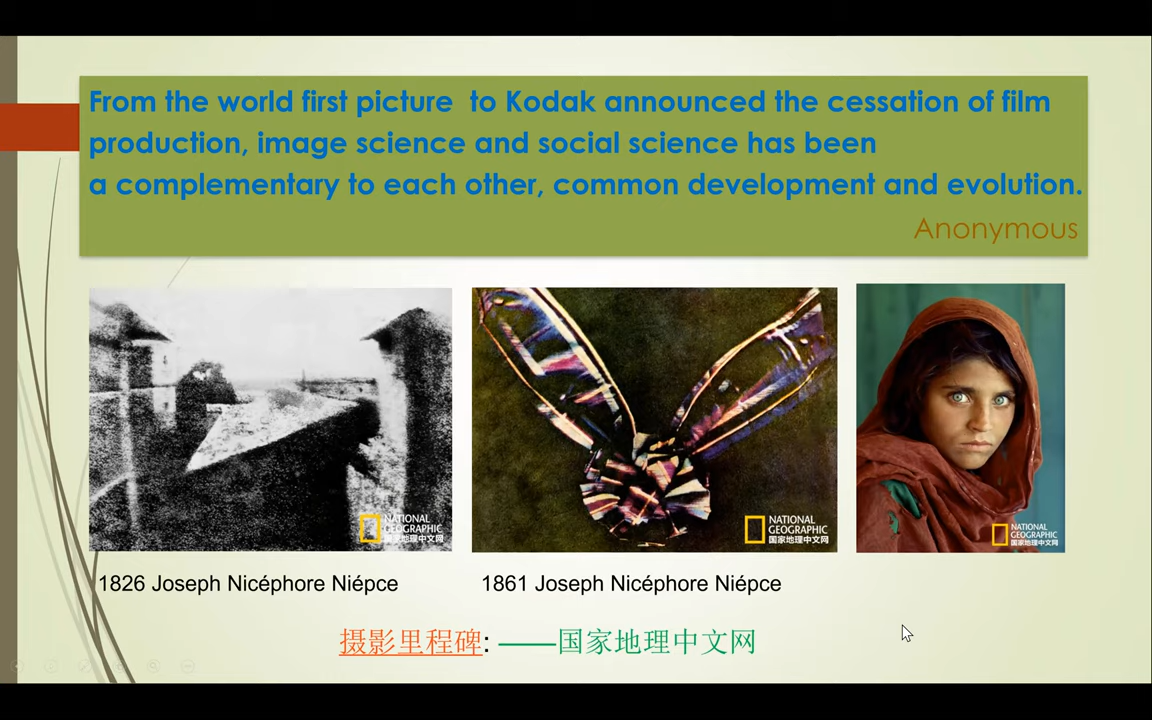 From the world first picture  to Kodak announced the cessation of film
production, image science and social science has been
a complementary to each other, common development and evolution.
Anonymous
NATIONAL
GEOGRAPHIC
国家地理中文网
NATIONAL
GEOGRAPHIC
国家地理中文网
NATIONAL
GEOGRAPHIC
国家地理中文网
1826 Joseph Nicéphore Niépce
1861 Joseph Nicéphore Niépce
摄影里程碑: ——国家地理中文网